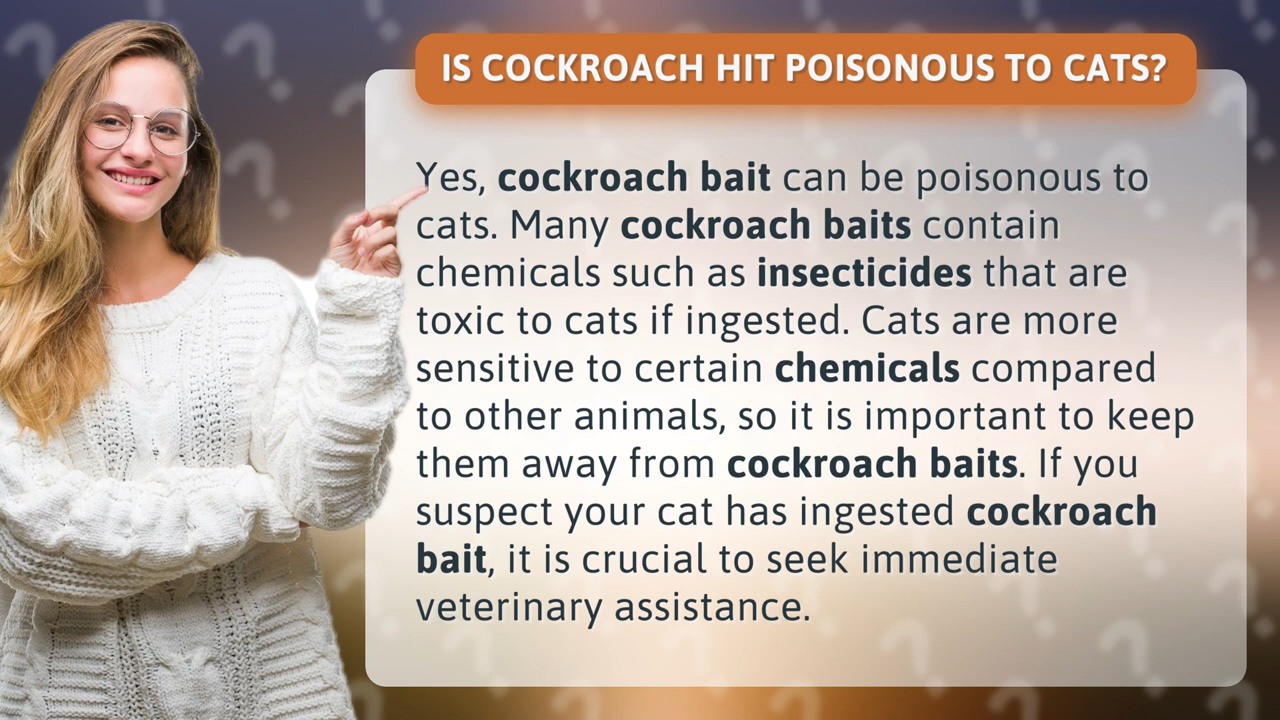 IS COCKROACH HIT POISONOUS TO CATS?
Yes, cockroach bait can be poisonous to
cats. Many cockroach baits contain
chemicals such as insecticides that are
toxic to cats if ingested. Cats are more
sensitive to certain chemicals compared
to other animals, so it is important to keep
them away from cockroach baits. If you
suspect your cat has ingested cockroach
bait, it is crucial to seek immediate
veterinary assistance.